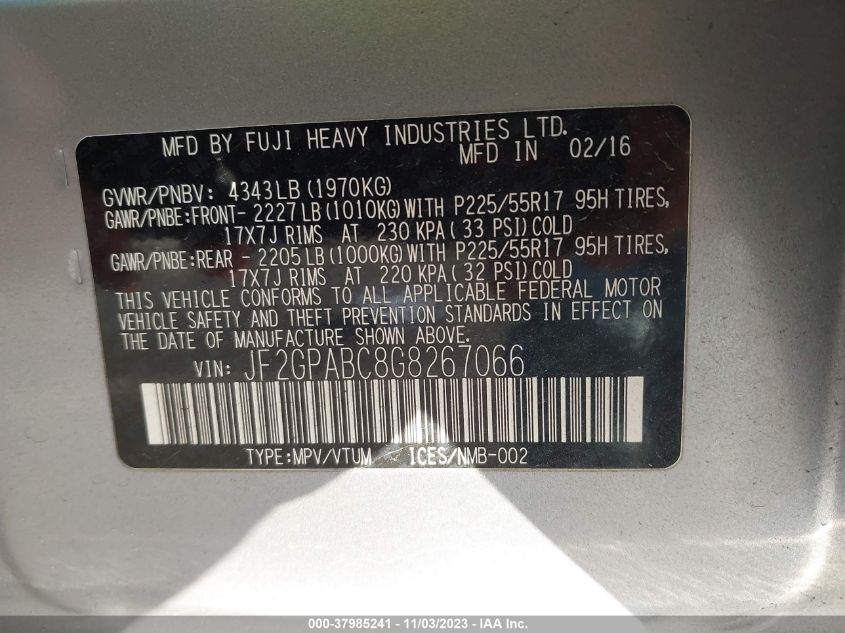 MFD BY FUJI HEAVY INDUSTRIES LTD.
MFD IN 02/16
GVWR/PNBV: 4343LB(1970KG)
GAWR/PNBE:FRONT- 2227LB(1010KG)WITH P225/55R17 95H TIRES,
17X7J RIMS AT 230 KPA(33 PSI)COLD
GAWR/PNBE:REAR - 2205LB(1000KG)WITH P225/55R17 95H TIRES,
17X7J RIMS AT 220 KPA(32 PSI)COLD
THIS VEHICLE CONFORMS TO ALL APPLICABLE FEDERAL MOTOR
VEHICLE SAFETY AND THEFT PREVENTION STANDARDS IN EFFECT ON
THE DATE OF MANUFACTURE SHOWN ABOVE.
VIN: JF2GPABC8G8267066
TYPE:MPV/VTUM ICES/NMB-002
000-37985241 - 11/03/2023 - IAA Inc.